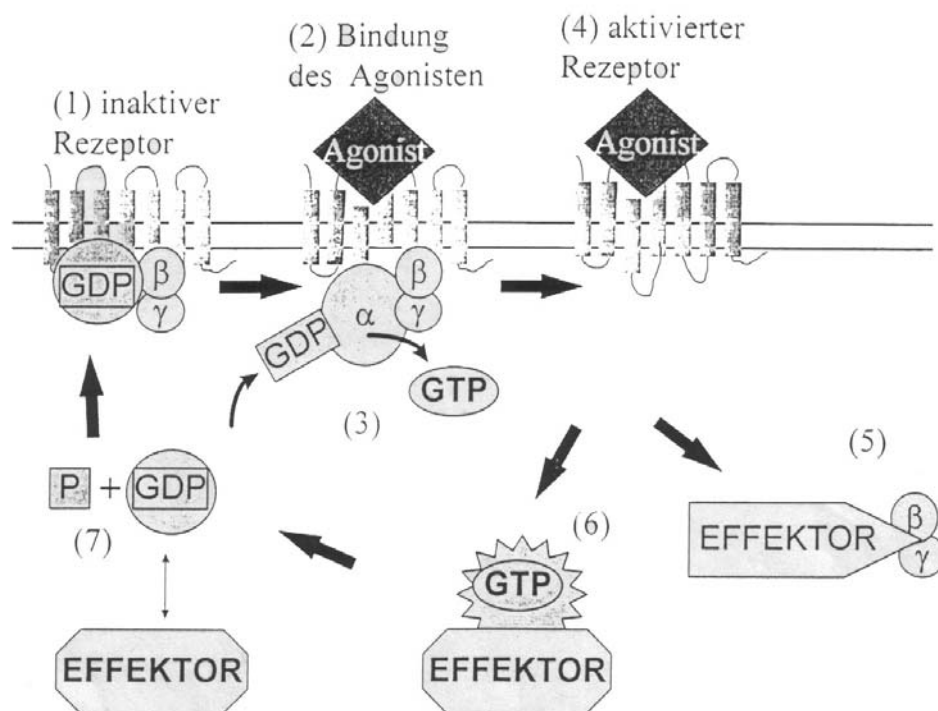 (1) inaktiver
Rezeptor
(2) Bindung
des Agonisten
(4) aktivierter
Rezeptor
Agonist
Agonist
GDP
β
γ
GDP
α
β
γ
GTP
(3)
P + GDP
(7)
EFFEKTOR
(6)
GTP
EFFEKTOR
(5)
EFFEKTOR
β
γ